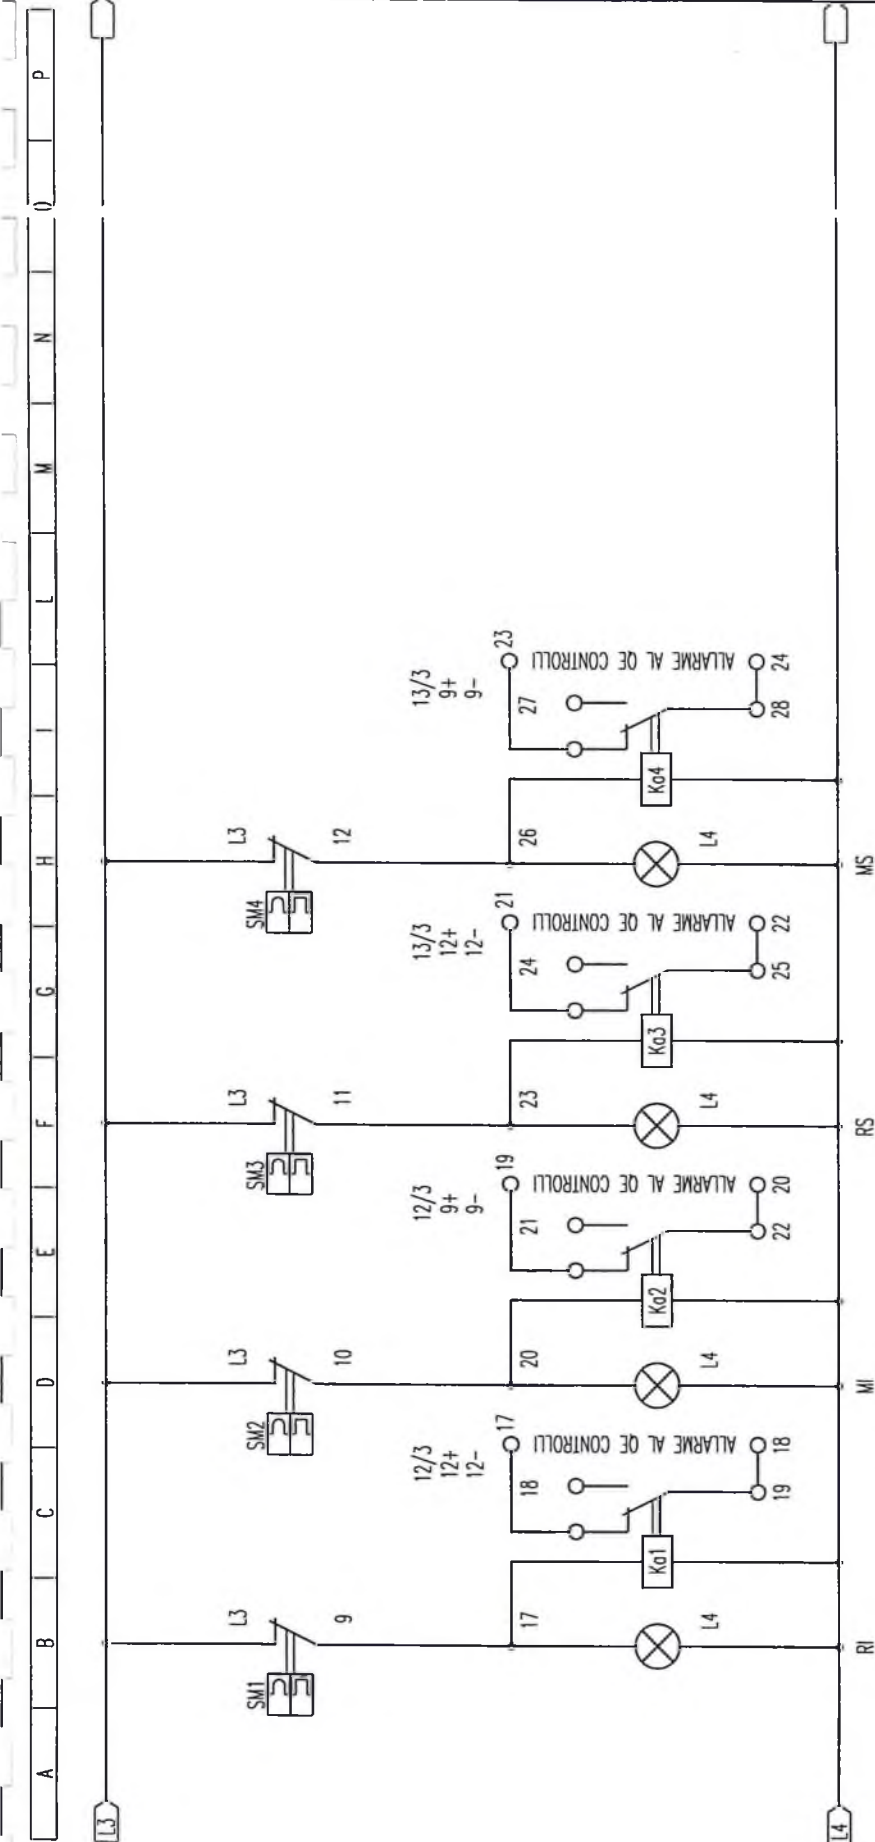 A B C D E F G H I L M N O P
L3
L3 L3 L3 L3
SM1 SM2 SM3 SM4
9 10 11 12
12/3
12+
12-
12/3
9+
9-
13/3
12+
12-
13/3
9+
9-
17 19 21 23
17 18 20 21 23 24 26 27
ALLARME AL QE CONTROLLI
ALLARME AL QE CONTROLLI
ALLARME AL QE CONTROLLI
ALLARME AL QE CONTROLLI
Ka1 Ka2 Ka3 Ka4
L4 L4 L4 L4
19 18 22 20 25 22 28 24
L4
RI MI RS MS